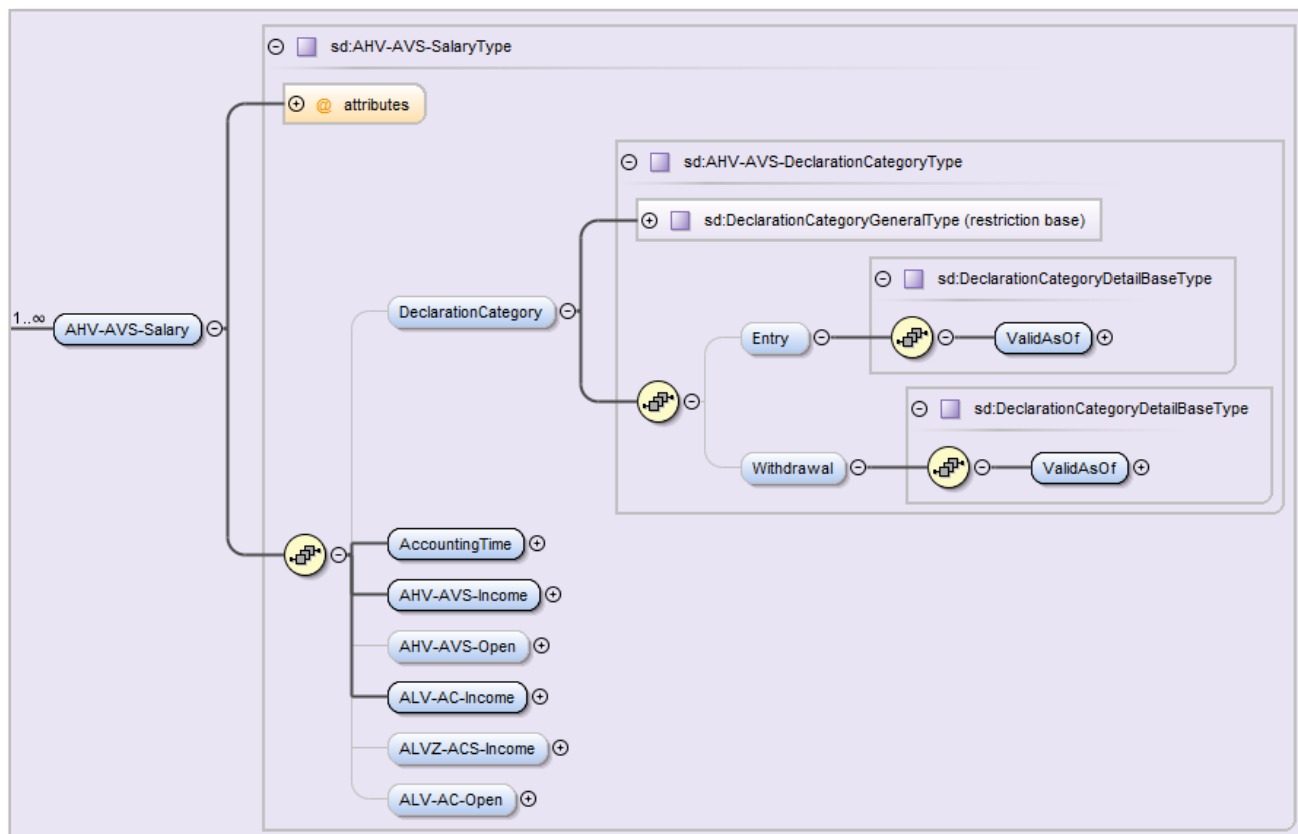 sd:AHV-AVS-SalaryType
@ attributes
sd:AHV-AVS-DeclarationCategoryType
sd:DeclarationCategoryGeneralType (restriction base)
sd:DeclarationCategoryDetailBaseType
DeclarationCategory
1..∞
AHV-AVS-Salary
Entry
ValidAsOf
sd:DeclarationCategoryDetailBaseType
Withdrawal
ValidAsOf
AccountingTime
AHV-AVS-Income
AHV-AVS-Open
ALV-AC-Income
ALVZ-ACS-Income
ALV-AC-Open